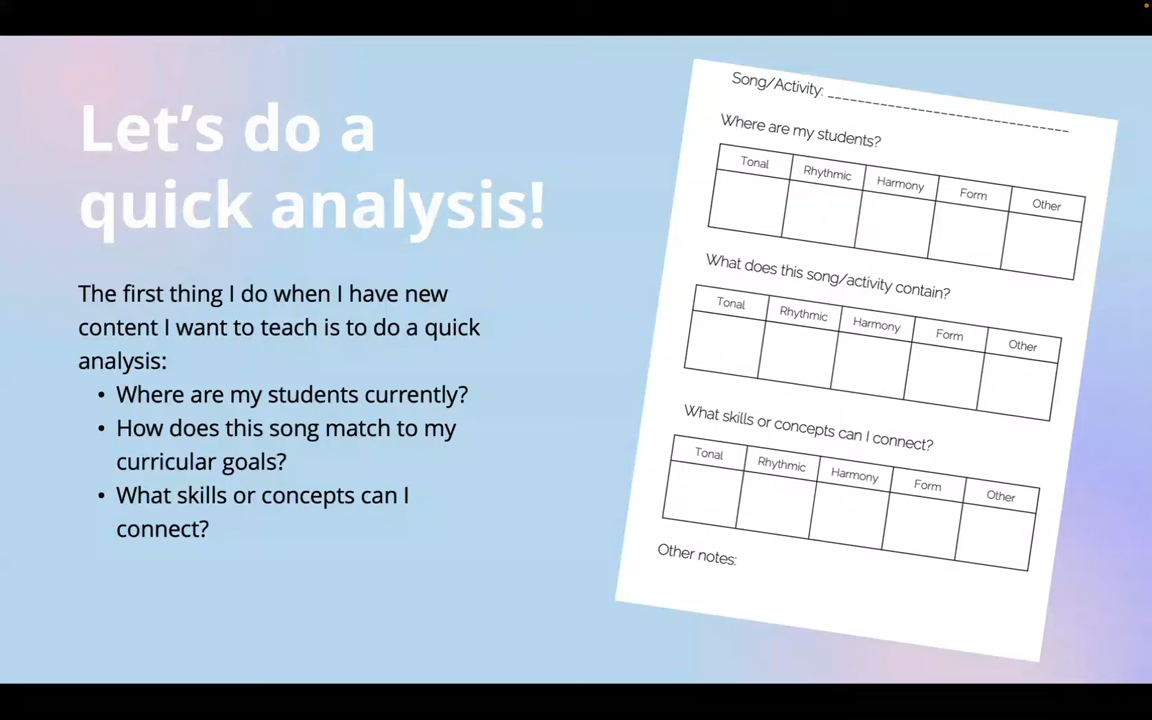 Let's do a
quick analysis!
The first thing I do when I have new
content I want to teach is to do a quick
analysis:
• Where are my students currently?
• How does this song match to my
curricular goals?
• What skills or concepts can I
connect?
Song/Activity: ____________________________
Where are my students?
Tonal Rhythmic Harmony Form Other
What does this song/activity contain?
Tonal Rhythmic Harmony Form Other
What skills or concepts can I connect?
Tonal Rhythmic Harmony Form Other
Other notes: